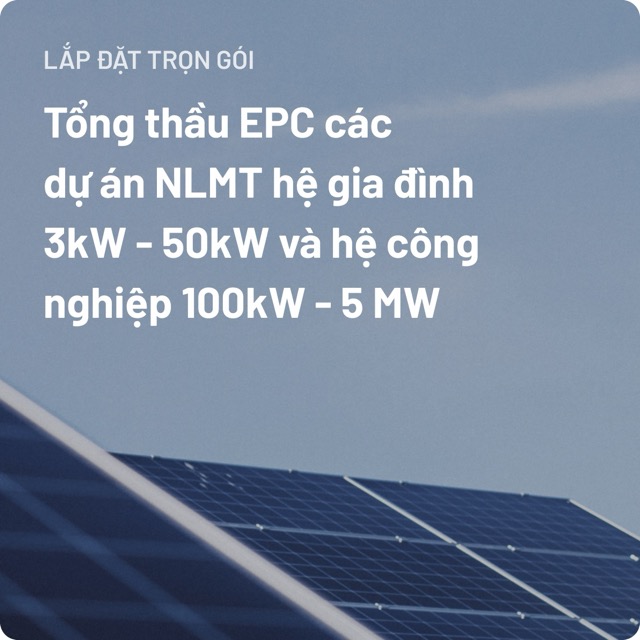 LẮP ĐẶT TRỌN GÓI
Tổng thầu EPC các
dự án NLMT hệ gia đình
3kW - 50kW và hệ công
nghiệp 100kW - 5 MW